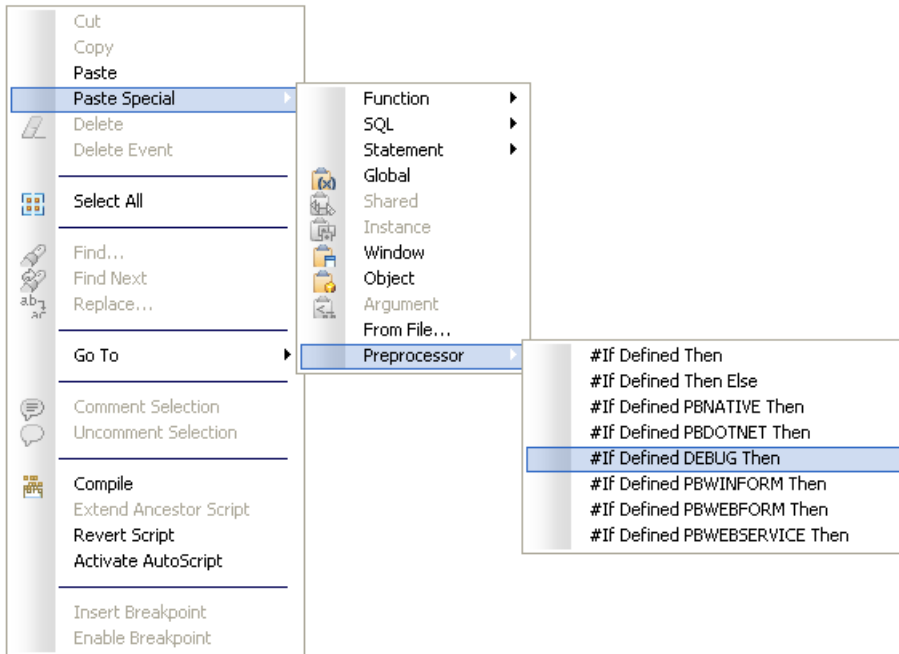 Cut
Copy
Paste
Paste Special
Delete
Delete Event
Select All
Find...
Find Next
Replace...
Go To
Comment Selection
Uncomment Selection
Compile
Extend Ancestor Script
Revert Script
Activate AutoScript
Insert Breakpoint
Enable Breakpoint
Function
SQL
Statement
Global
Shared
Instance
Window
Object
Argument
From File...
Preprocessor
#If Defined Then
#If Defined Then Else
#If Defined PBNATIVE Then
#If Defined PBDOTNET Then
#If Defined DEBUG Then
#If Defined PBWINFORM Then
#If Defined PBWEBFORM Then
#If Defined PBWEBSERVICE Then